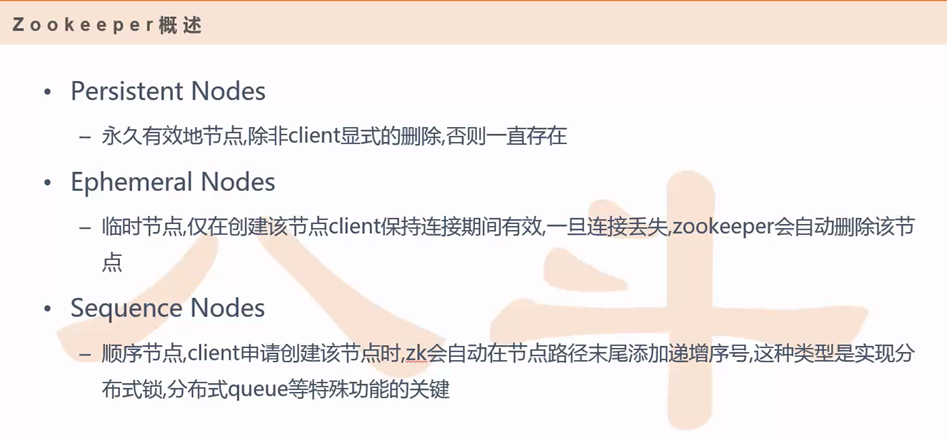 Zookeeper概述
• Persistent Nodes
– 永久有效地节点,除非client显式的删除,否则一直存在
• Ephemeral Nodes
– 临时节点,仅在创建该节点client保持连接期间有效,一旦连接丢失,zookeeper会自动删除该节
点
• Sequence Nodes
– 顺序节点,client申请创建该节点时,zk会自动在节点路径末尾添加递增序号,这种类型是实现分
布式锁,分布式queue等特殊功能的关键
八斗